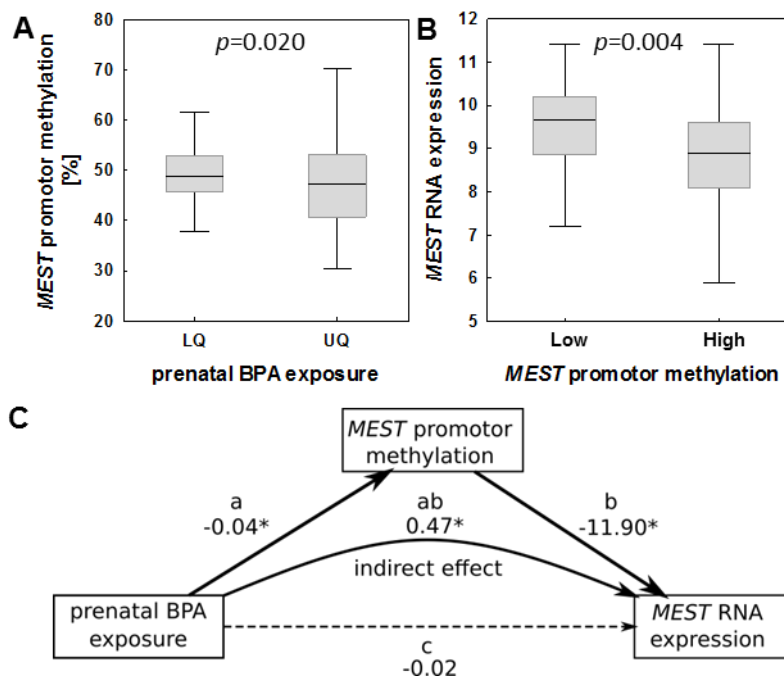 A
p=0.020
MEST promotor methylation
[%]
80
70
60
50
40
30
20
LQ
UQ
prenatal BPA exposure
B
p=0.004
MEST RNA expression
12
11
10
9
8
7
6
5
Low
High
MEST promotor methylation
C
MEST promotor
methylation
a
-0.04*
ab
0.47*
b
-11.90*
indirect effect
prenatal BPA
exposure
MEST RNA
expression
c
-0.02